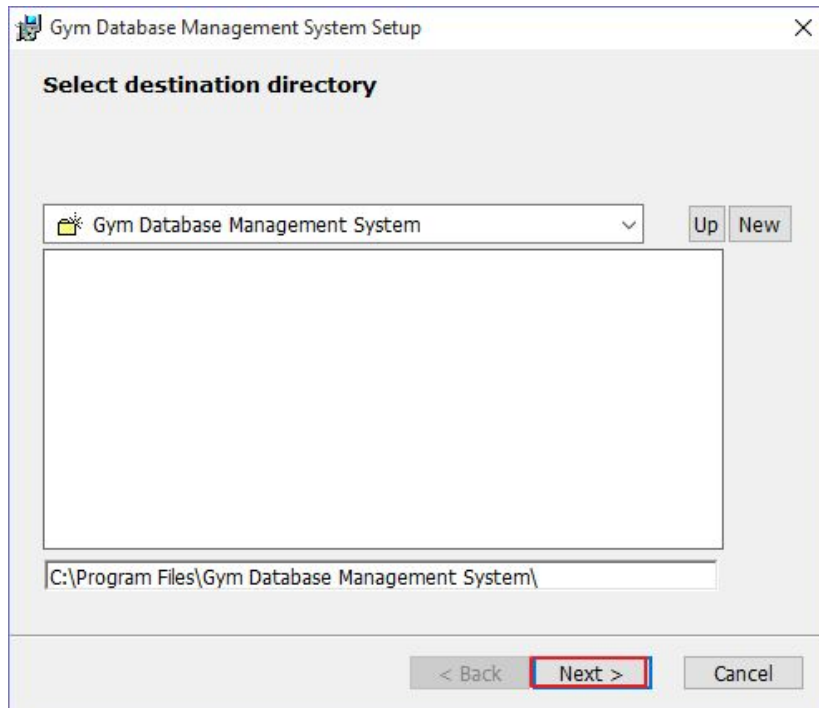 Gym Database Management System Setup
Select destination directory
Gym Database Management System
Up New
C:\Program Files\Gym Database Management System\
< Back Next > Cancel